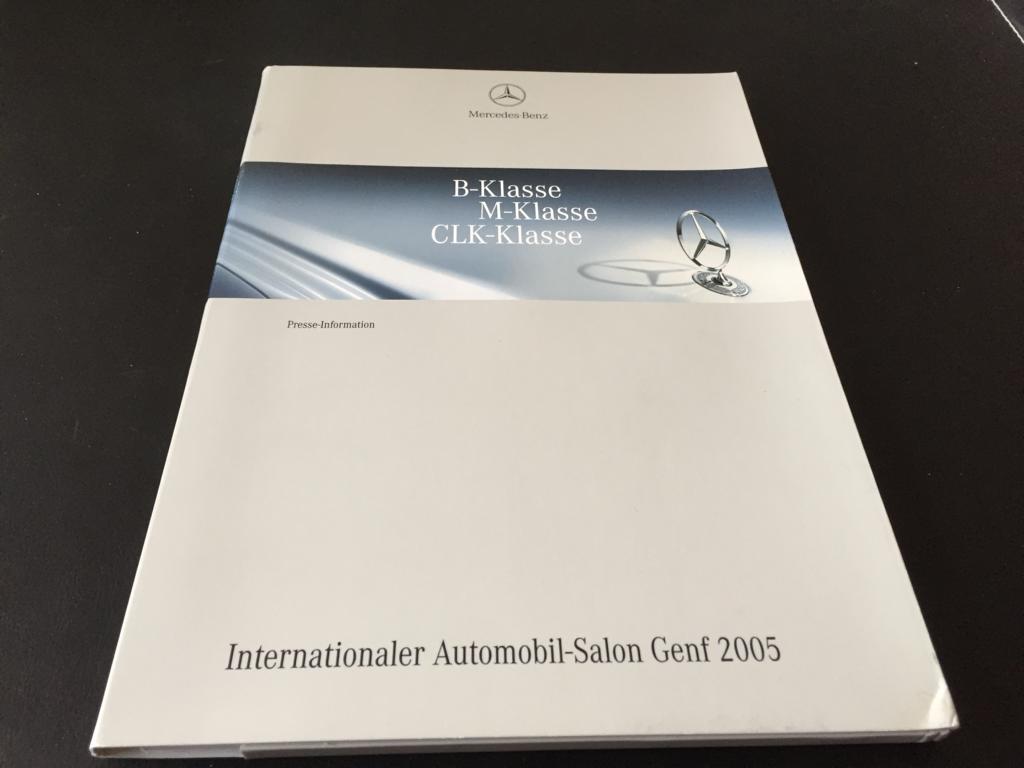 Mercedes-Benz
B-Klasse
M-Klasse
CLK-Klasse
Presse-Information
Internationaler Automobil-Salon Genf 2005